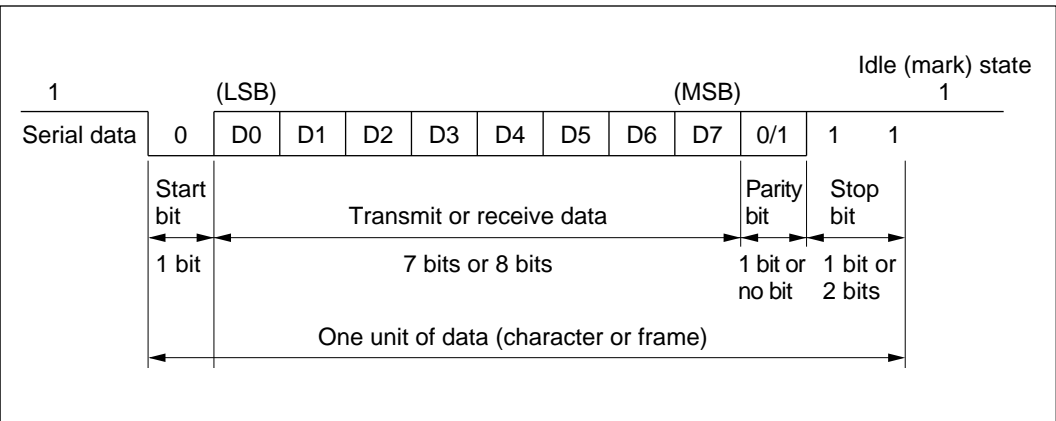 Idle (mark) state
1 (LSB) (MSB) 1
Serial data 0 D0 D1 D2 D3 D4 D5 D6 D7 0/1 1 1
Start bit
Transmit or receive data
Parity bit
Stop bit
1 bit
7 bits or 8 bits
1 bit or no bit
1 bit or 2 bits
One unit of data (character or frame)